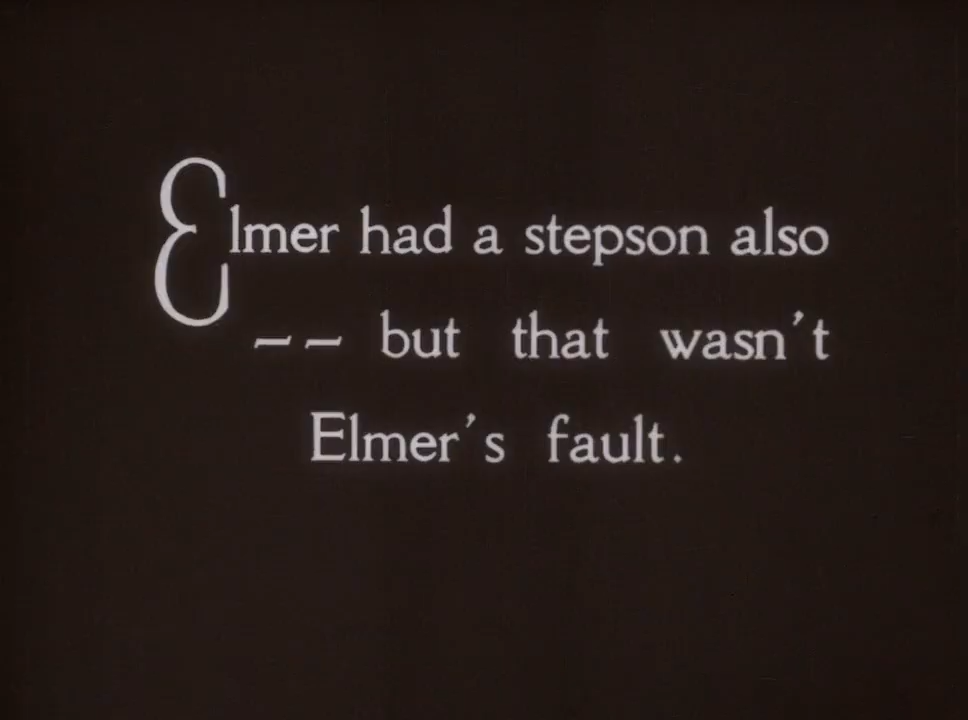 Elmer had a stepson also
-- but that wasn't
Elmer's fault.